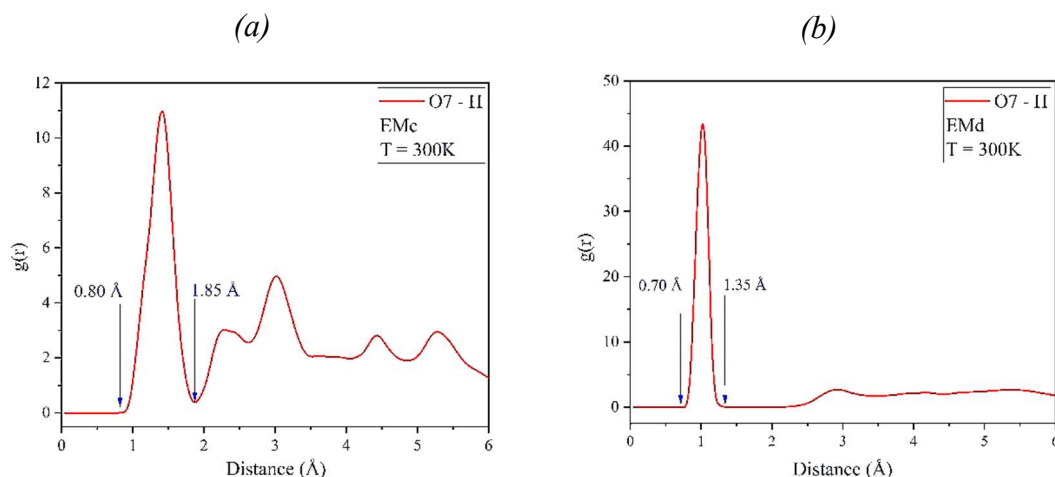 (a)
(b)
12
10
8
6
4
2
0
g(r)
O7 - H
EMc
T = 300K
0.80 Å
1.85 Å
0
1
2
3
4
5
6
Distance (Å)
50
40
30
20
10
0
g(r)
O7 - H
EMd
T = 300K
0.70 Å
1.35 Å
0
1
2
3
4
5
6
Distance (Å)